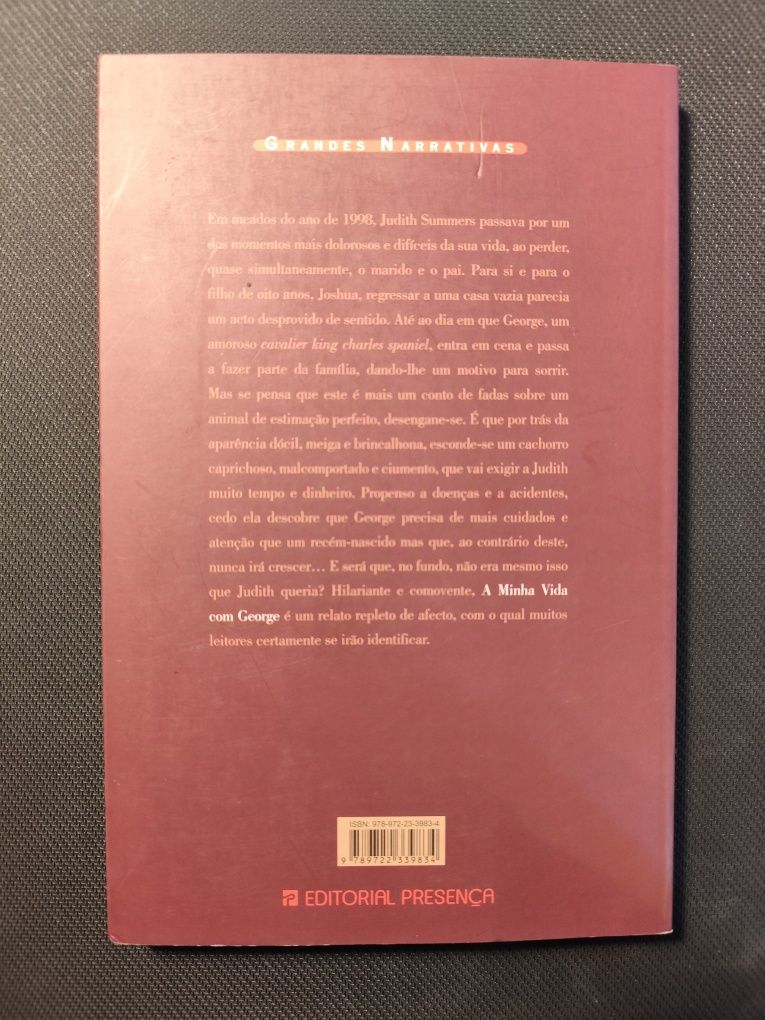 GRANDES NARRATIVAS
Em meados do ano de 1998, Judith Summers passava por um
dos momentos mais dolorosos e difíceis da sua vida, ao perder,
quase simultaneamente, o marido e o pai. Para si e para o
filho de oito anos, Joshua, regressar a uma casa vazia parecia
um acto desprovido de sentido. Até ao dia em que George, um
amoroso cavalier king charles spaniel, entra em cena e passa
a fazer parte da família, dando-lhe um motivo para sorrir.
Mas se pensa que este é mais um conto de fadas sobre um
animal de estimação perfeito, desengane-se. É que por trás da
aparência dócil, meiga e brincalhona, esconde-se um cachorro
caprichoso, malcomportado e ciumento, que vai exigir a Judith
muito tempo e dinheiro. Propenso a doenças e a acidentes,
cedo ela descobre que George precisa de mais cuidados e
atenção que um recém-nascido mas que, ao contrário deste,
nunca irá crescer... E será que, no fundo, não era mesmo isso
que Judith queria? Hilariante e comovente, A Minha Vida
com George é um relato repleto de afecto, com o qual muitos
leitores certamente se irão identificar.
ISBN: 978-972-23-3983-4
9 789722 339834
EDITORIAL PRESENÇA